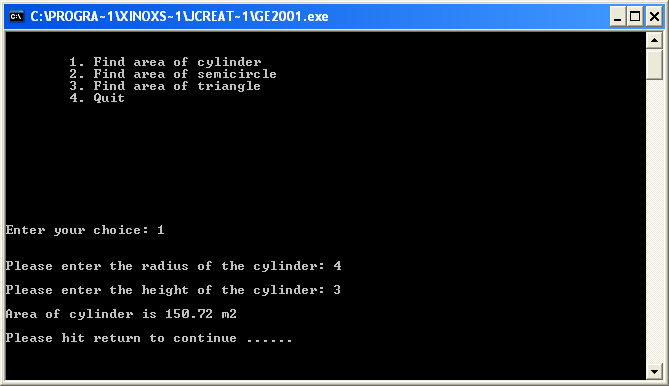 C:\PROGRA~1\XINOXS~1\JCREAT~1\GE2001.exe
1. Find area of cylinder
2. Find area of semicircle
3. Find area of triangle
4. Quit
Enter your choice: 1
Please enter the radius of the cylinder: 4
Please enter the height of the cylinder: 3
Area of cylinder is 150.72 m2
Please hit return to continue ......